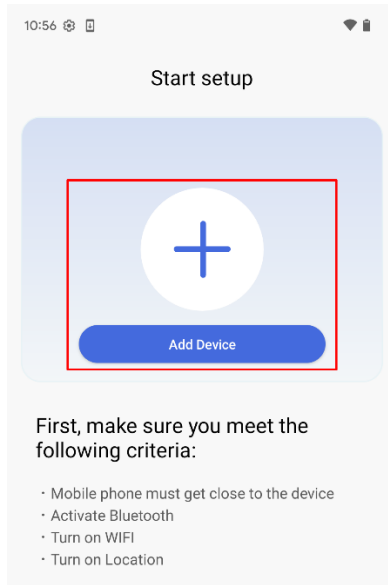 10:56
Start setup
Add Device
First, make sure you meet the
following criteria:
· Mobile phone must get close to the device
· Activate Bluetooth
· Turn on WIFI
· Turn on Location